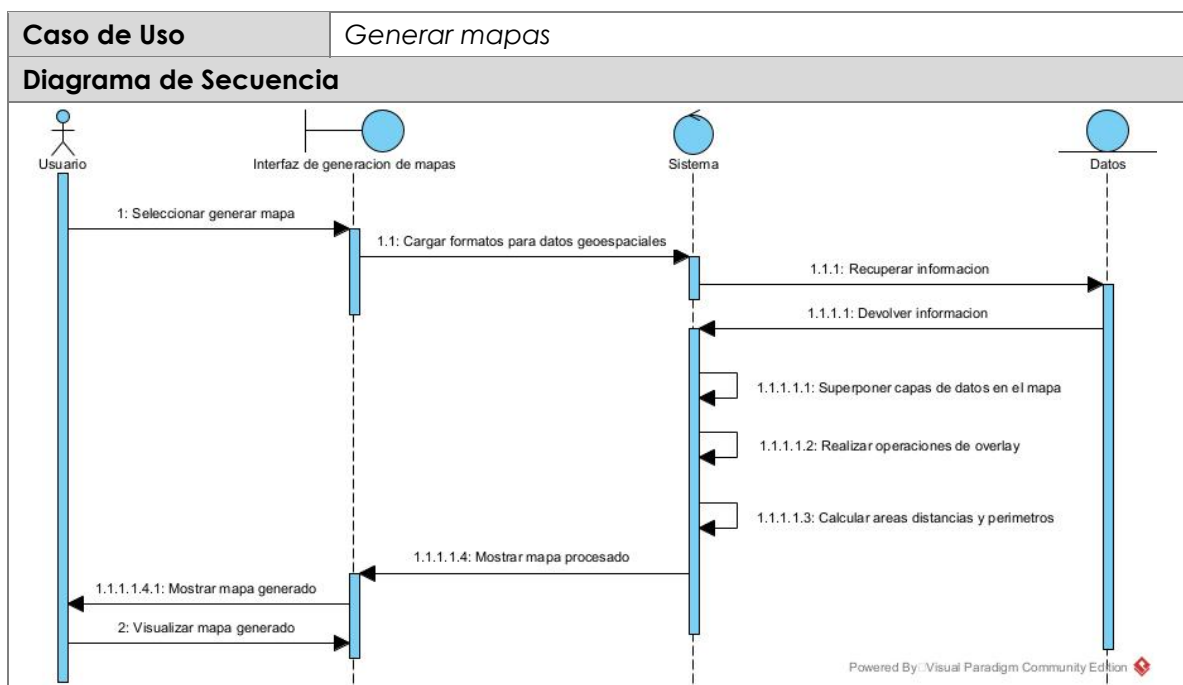 Caso de Uso
Generar mapas
Diagrama de Secuencia
Usuario
Interfaz de generacion de mapas
Sistema
Datos
1: Seleccionar generar mapa
1.1: Cargar formatos para datos geoespaciales
1.1.1: Recuperar informacion
1.1.1.1: Devolver informacion
1.1.1.1.1: Superponer capas de datos en el mapa
1.1.1.1.2: Realizar operaciones de overlay
1.1.1.1.3: Calcular areas distancias y perimetros
1.1.1.1.4: Mostrar mapa procesado
1.1.1.1.4.1: Mostrar mapa generado
2: Visualizar mapa generado
Powered By Visual Paradigm Community Edition